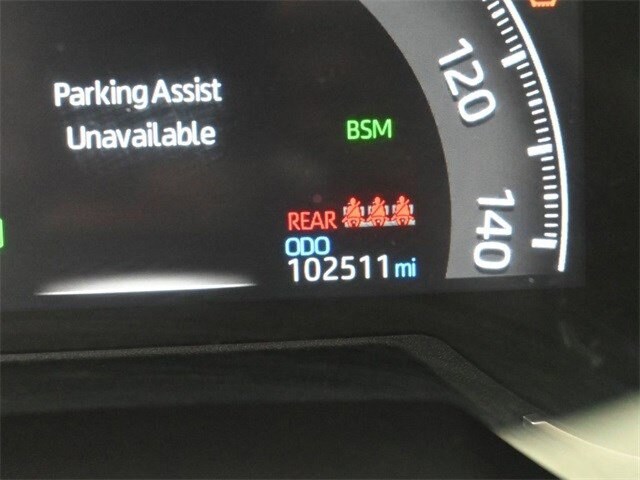 Parking Assist
Unavailable
BSM
REAR
ODO
102511 mi
120
140